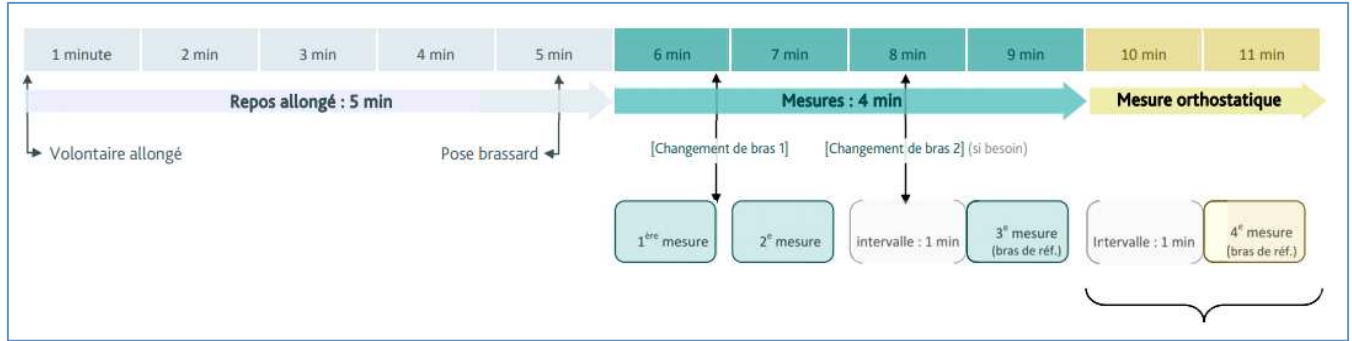 1 minute 2 min 3 min 4 min 5 min 6 min 7 min 8 min 9 min 10 min 11 min
Repos allongé : 5 min Mesures : 4 min Mesure orthostatique
Volontaire allongé Pose brassard [Changement de bras 1] [Changement de bras 2] (si besoin)
1ère mesure 2e mesure intervalle : 1 min 3e mesure
(bras de réf.) Intervalle : 1 min 4e mesure
(bras de réf.)